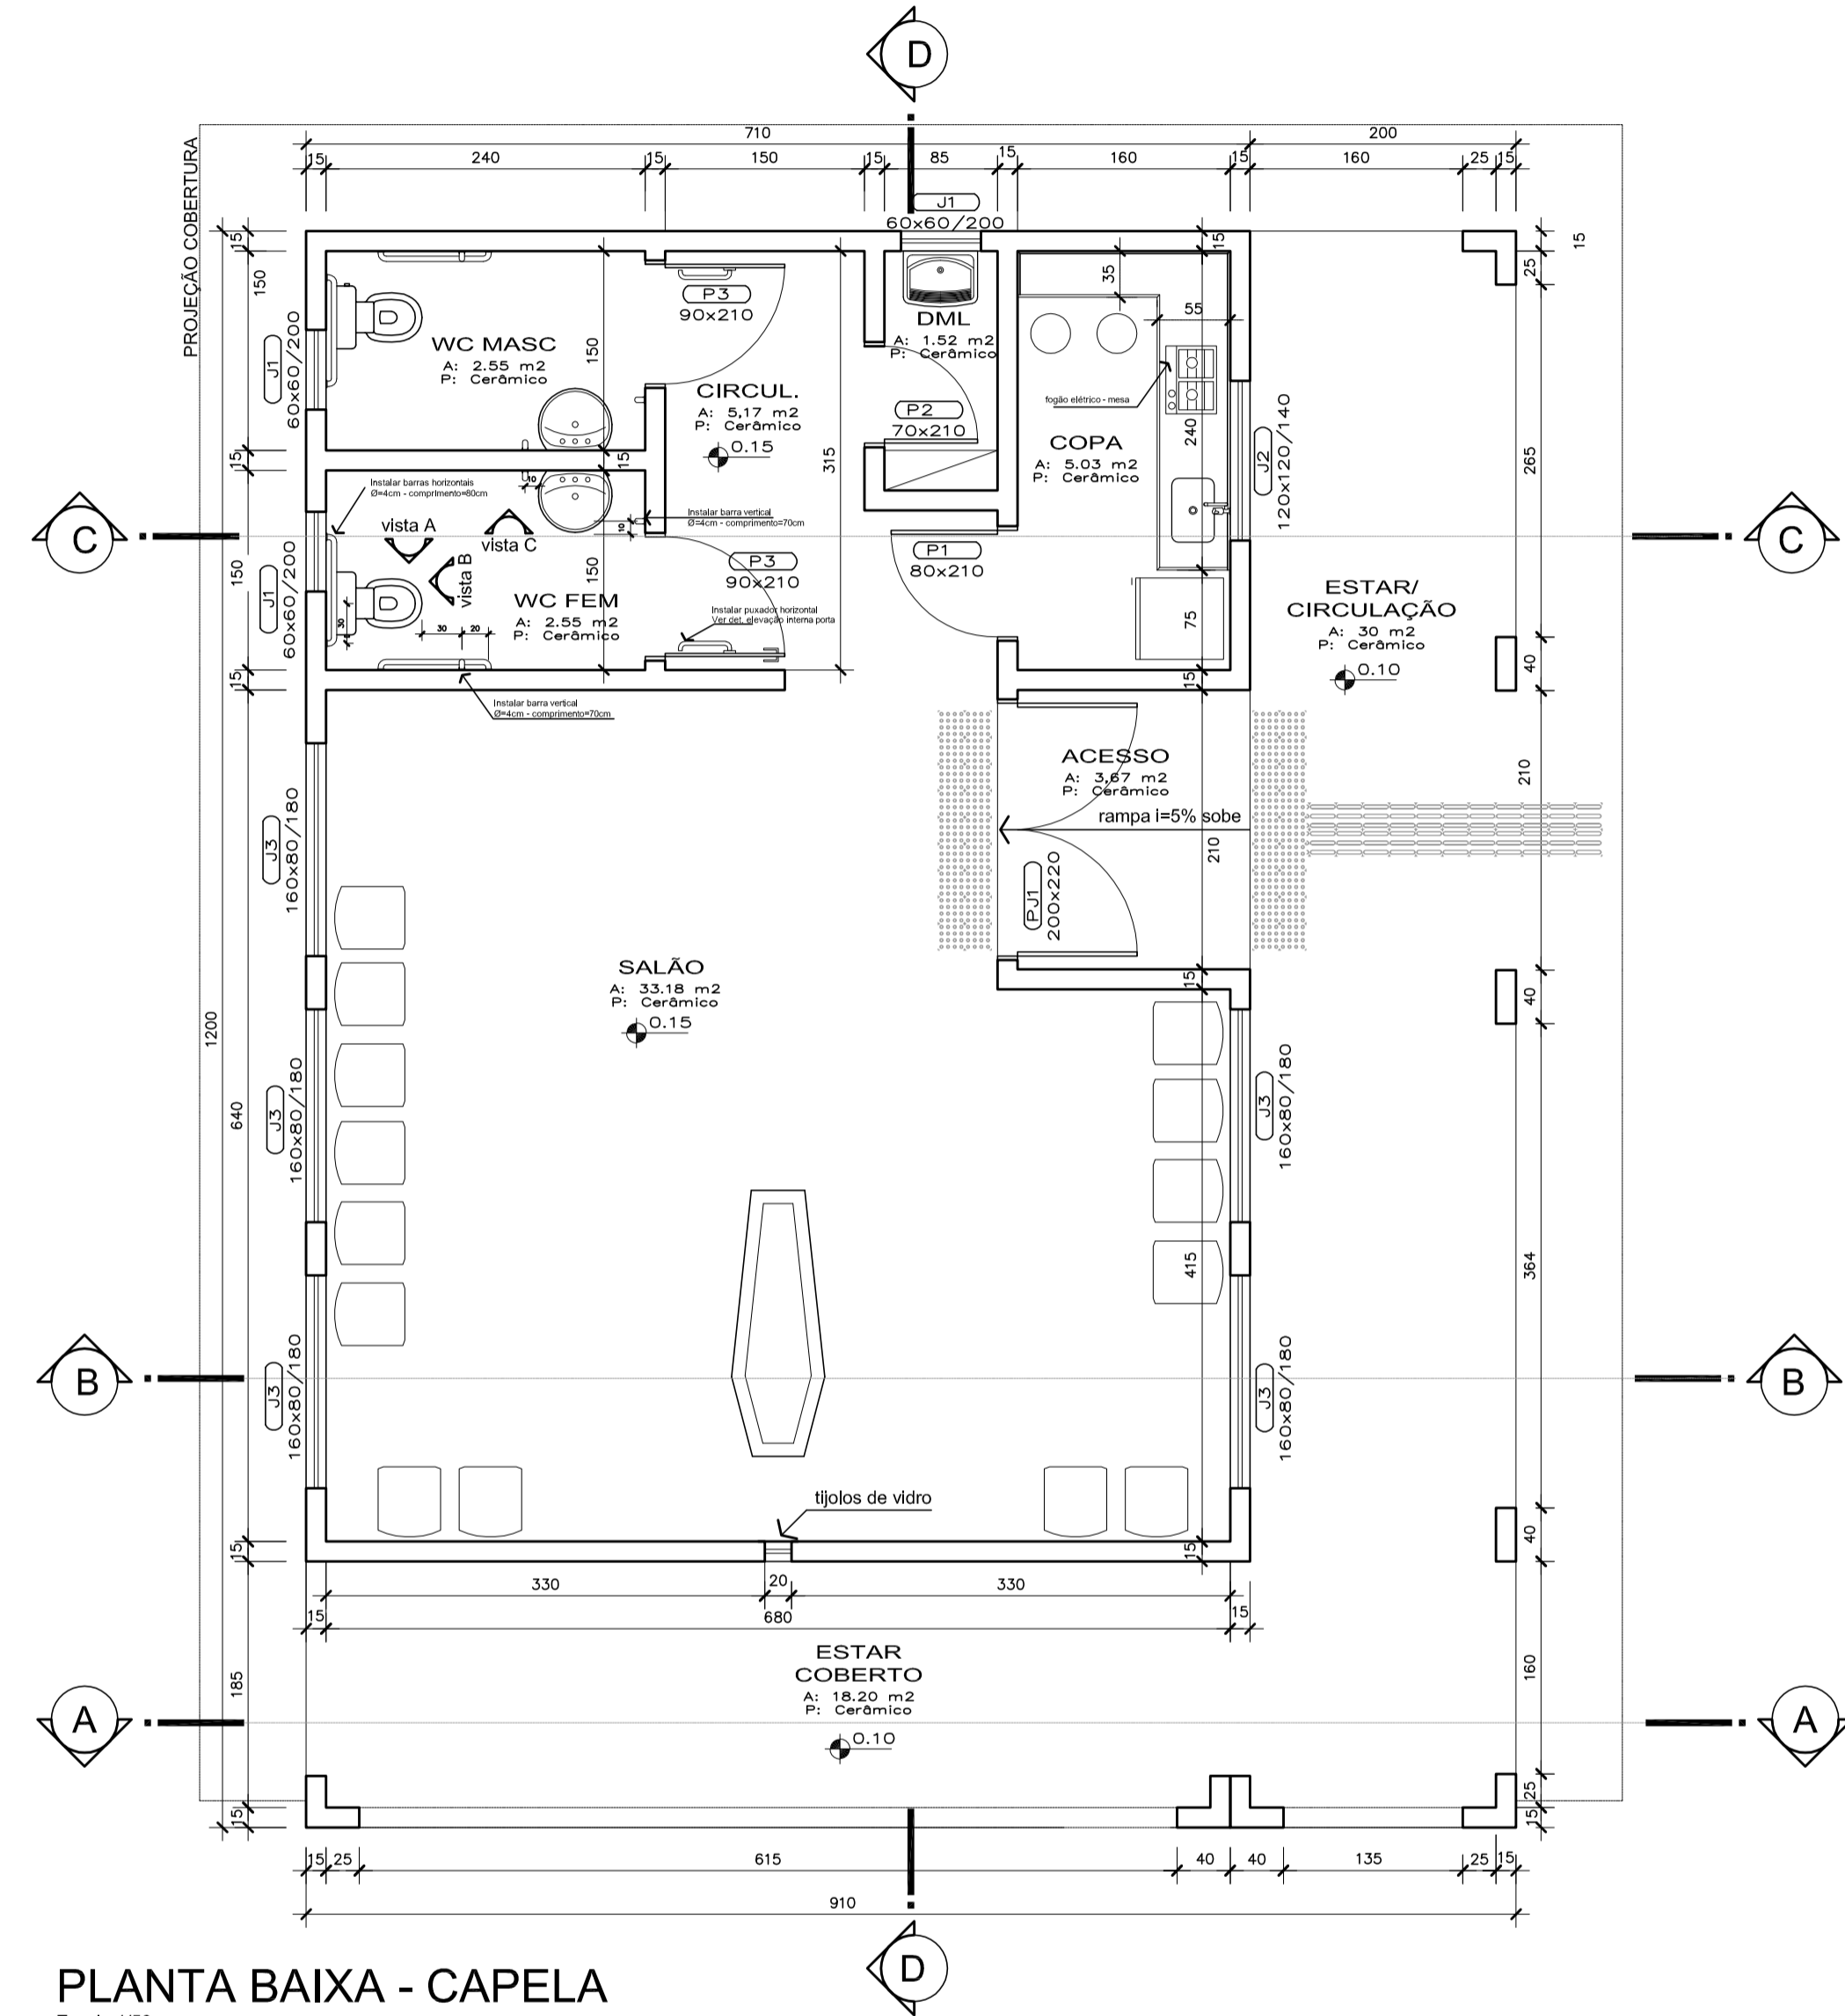 D
PROJEÇÃO COBERTURA
710
200
15
240
15
150
15
85
15
160
15
160
25
15
J1
60x60/200
15
15
15
15
25
150
35
55
P3
90x210
DML
A: 1.52 m2
P: Cerâmico
WC MASC
A: 2.55 m2
P: Cerâmico
150
J1
60x60/200
CIRCUL.
A: 5,17 m2
P: Cerâmico
0.15
P2
70x210
fogão elétrico - mesa
COPA
A: 5.03 m2
P: Cerâmico
240
J2
120x120/140
315
265
15
15
Instalar barras horizontais
Ø=4cm - comprimento=80cm
10
Instalar barra vertical
Ø=4cm - comprimento=70cm
10
C
vista A
vista C
vista B
C
P3
90x210
P1
80x210
150
J1
60x60/200
150
30
30
20
WC FEM
A: 2.55 m2
P: Cerâmico
Instalar puxador horizontal
Ver det. elevação interna porta
75
ESTAR/
CIRCULAÇÃO
A: 30 m2
P: Cerâmico
0.10
40
15
15
Instalar barra vertical
Ø=4cm - comprimento=70cm
ACESSO
A: 3,67 m2
P: Cerâmico
rampa i=5% sobe
210
210
PJ1
200x220
J3
160x80/180
SALÃO
A: 33.18 m2
P: Cerâmico
0.15
15
40
1200
640
J3
160x80/180
J3
160x80/180
415
364
B
J3
160x80/180
J3
160x80/180
B
tijolos de vidro
15
15
40
330
20
330
15
680
15
ESTAR
COBERTO
A: 18.20 m2
P: Cerâmico
0.10
185
160
A
A
15
25
15
15
25
615
40
40
135
25
15
910
D
PLANTA BAIXA - CAPELA